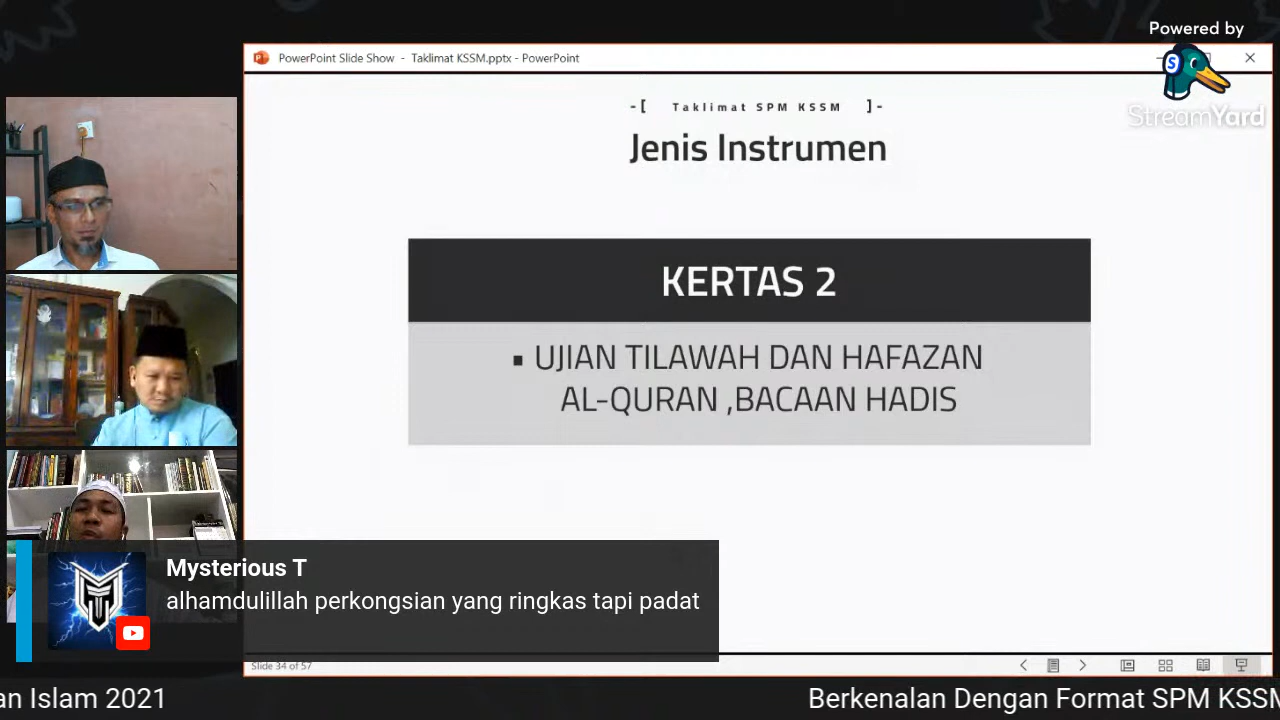 Powered by
StreamYard
PowerPoint Slide Show - Taklimat KSSM.pptx - PowerPoint
-[ Taklimat SPM KSSM ]-
Jenis Instrumen
KERTAS 2
▪ UJIAN TILAWAH DAN HAFAZAN
AL-QURAN ,BACAAN HADIS
Mysterious T
alhamdulillah perkongsian yang ringkas tapi padat
Slide 34 of 57
an Islam 2021
Berkenalan Dengan Format SPM KSSM